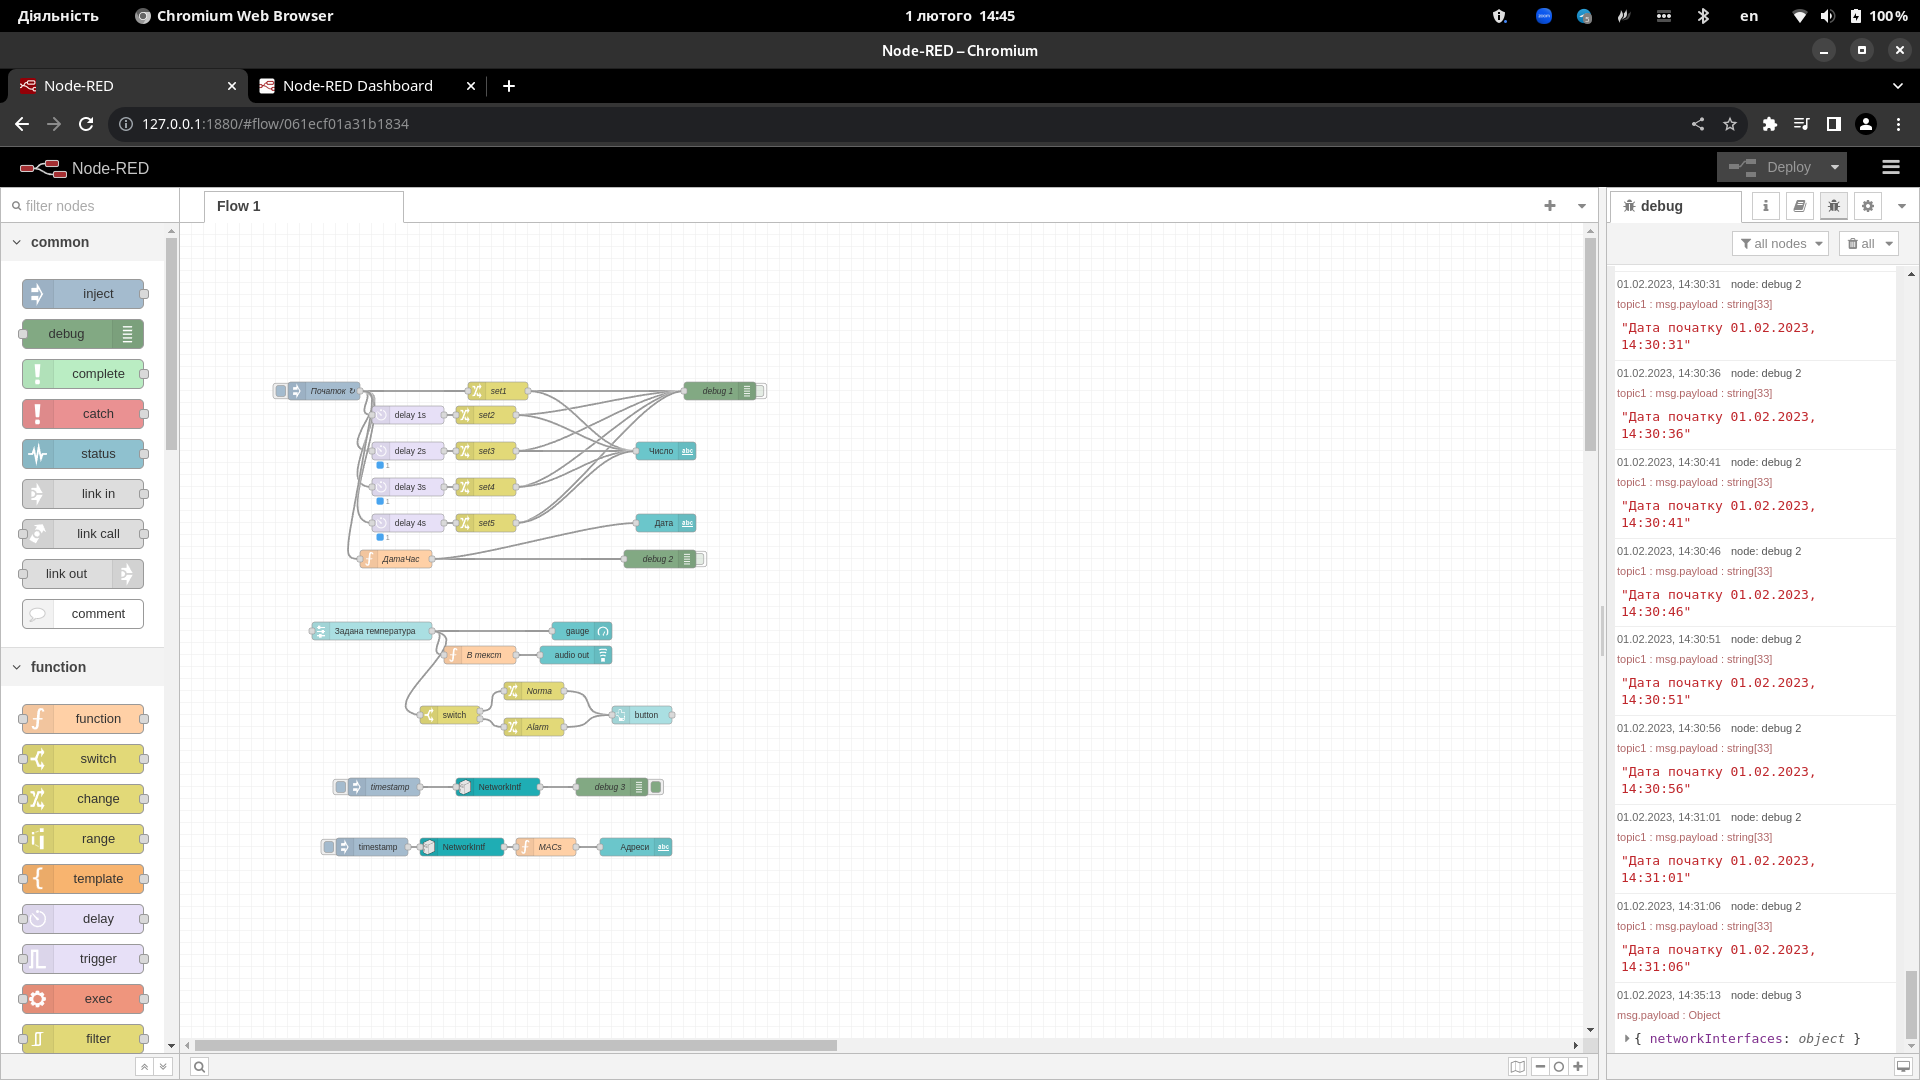 Діяльність
Chromium Web Browser
1 лютого 14:45
en
100 %
Node-RED – Chromium
Node-RED
Node-RED Dashboard
127.0.0.1:1880/#flow/061ecf01a31b1834
Node-RED
Deploy
filter nodes
Flow 1
debug
all nodes
all
common
inject
debug
complete
catch
status
link in
link call
link out
comment
function
function
switch
change
range
template
delay
trigger
exec
filter
Початок ↻
set1
debug 1
delay 1s
set2
delay 2s
set3
Число
abc
1
delay 3s
set4
1
delay 4s
set5
Дата
abc
1
ДатаЧас
debug 2
Задана температура
gauge
В текст
audio out
Norma
switch
button
Alarm
timestamp
NetworkIntf
debug 3
timestamp
NetworkIntf
MACs
Адреси
abc
01.02.2023, 14:30:31 node: debug 2
topic1 : msg.payload : string[33]
"Дата початку 01.02.2023,
14:30:31"
01.02.2023, 14:30:36 node: debug 2
topic1 : msg.payload : string[33]
"Дата початку 01.02.2023,
14:30:36"
01.02.2023, 14:30:41 node: debug 2
topic1 : msg.payload : string[33]
"Дата початку 01.02.2023,
14:30:41"
01.02.2023, 14:30:46 node: debug 2
topic1 : msg.payload : string[33]
"Дата початку 01.02.2023,
14:30:46"
01.02.2023, 14:30:51 node: debug 2
topic1 : msg.payload : string[33]
"Дата початку 01.02.2023,
14:30:51"
01.02.2023, 14:30:56 node: debug 2
topic1 : msg.payload : string[33]
"Дата початку 01.02.2023,
14:30:56"
01.02.2023, 14:31:01 node: debug 2
topic1 : msg.payload : string[33]
"Дата початку 01.02.2023,
14:31:01"
01.02.2023, 14:31:06 node: debug 2
topic1 : msg.payload : string[33]
"Дата початку 01.02.2023,
14:31:06"
01.02.2023, 14:35:13 node: debug 3
msg.payload : Object
{ networkInterfaces: object }